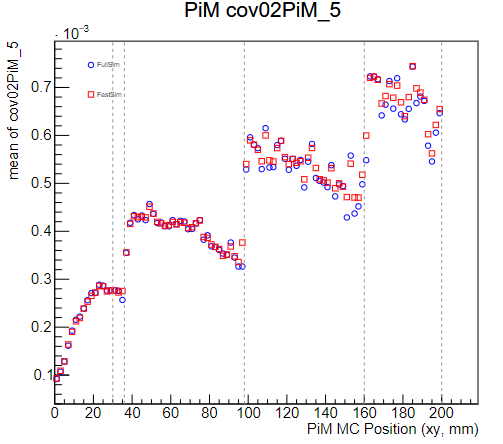 PiM cov02PiM_5
·10⁻³
mean of cov02PiM_5
FullSim
FastSim
0.7
0.6
0.5
0.4
0.3
0.2
0.1
0 20 40 60 80 100 120 140 160 180 200
PiM MC Position (xy, mm)